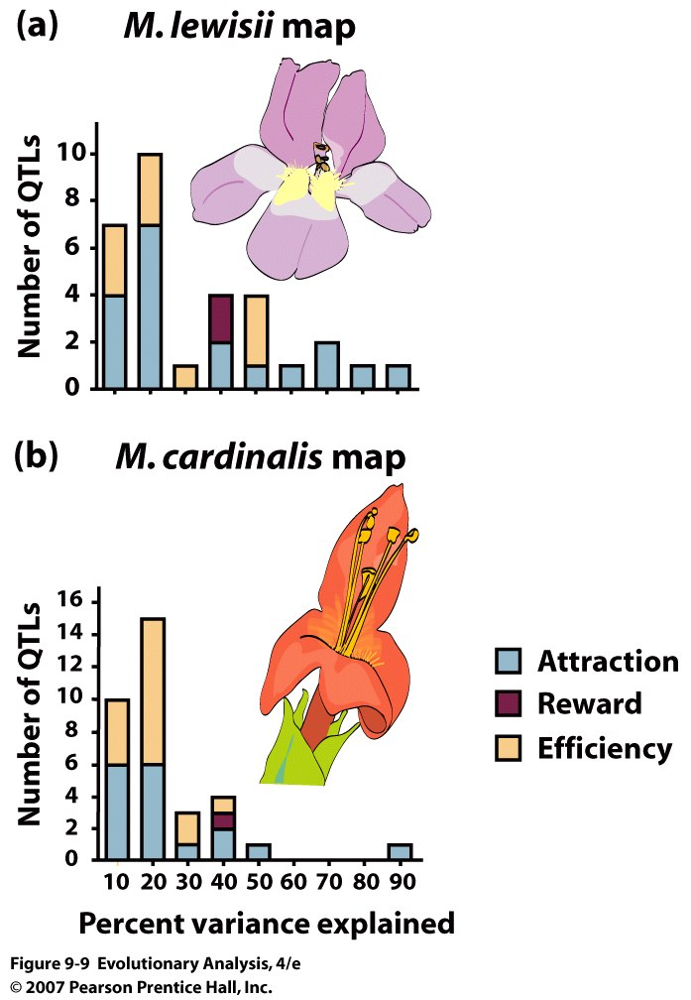 (a) M. lewisii map
Number of QTLs
10
8
6
4
2
0
(b) M. cardinalis map
Number of QTLs
16
14
12
10
8
6
4
2
0
10 20 30 40 50 60 70 80 90
Percent variance explained
Attraction
Reward
Efficiency
Figure 9-9 Evolutionary Analysis, 4/e
© 2007 Pearson Prentice Hall, Inc.